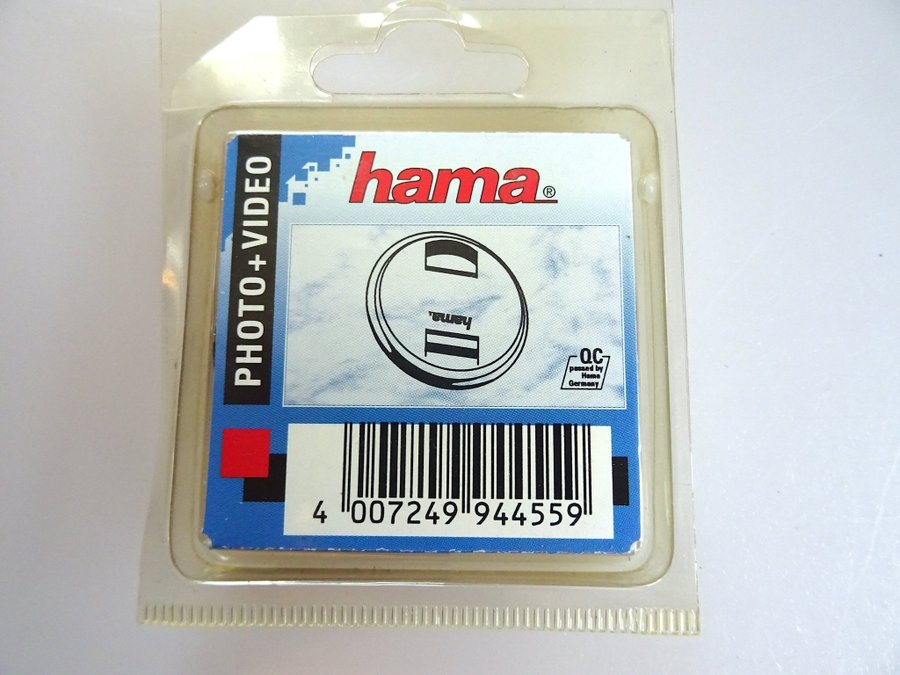 PHOTO+VIDEO
hama®
hama.
QC
passed by
Hama
Germany
4 007249 944559